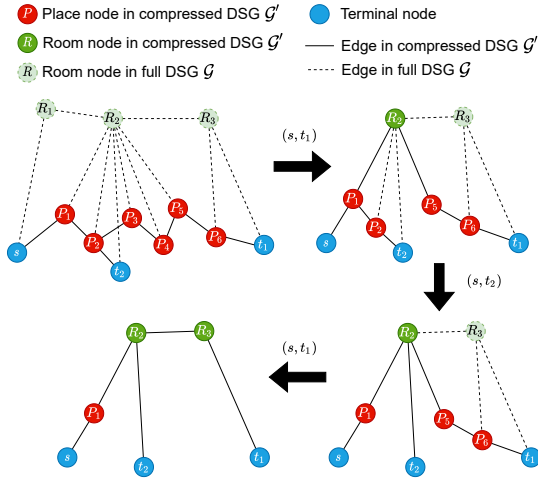 P Place node in compressed DSG 𝒢′
Terminal node
R Room node in compressed DSG 𝒢′
Edge in compressed DSG 𝒢′
R Room node in full DSG 𝒢
Edge in full DSG 𝒢
R₁ R₂ R₃
P₁ P₂ P₃ P₄ P₅ P₆
s t₂ t₁
(s, t₁)
R₂ R₃
P₁ P₂ P₅ P₆
s t₂ t₁
(s, t₂)
R₂ R₃
P₁
s t₂ t₁
(s, t₁)
R₂ R₃
P₁ P₅ P₆
s t₂ t₁